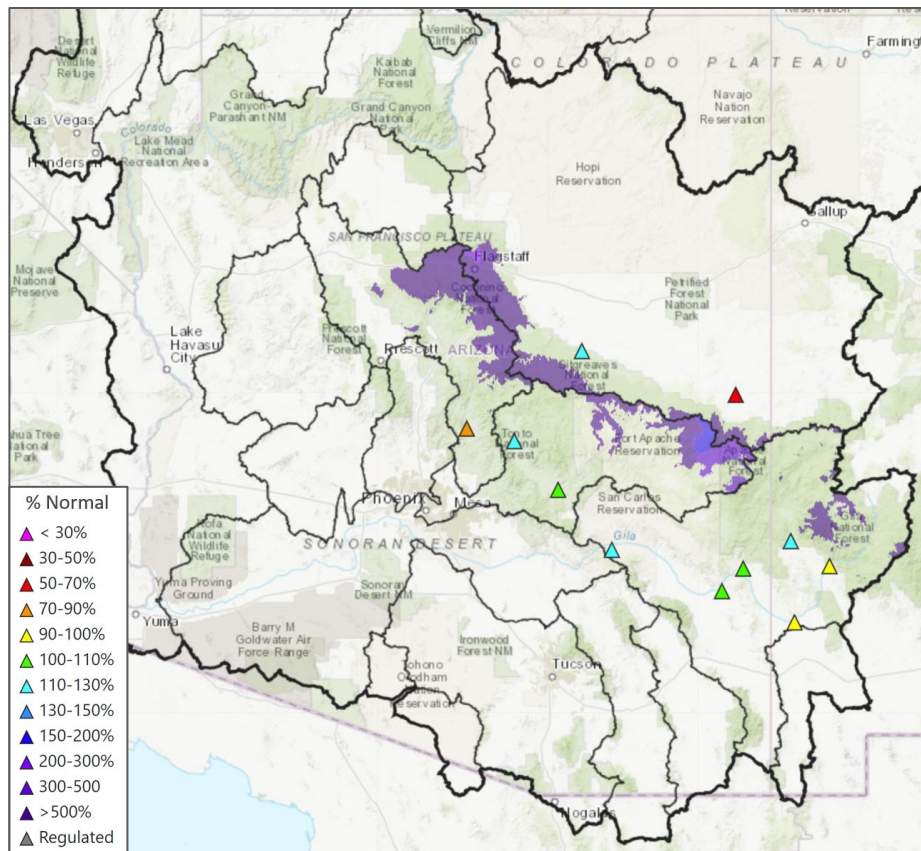 Desert
National
Wildlife
Refuge
Las Vegas
Henderson
Colorado
Lake Mead
National
Recreation Area
Grand
Canyon
Parashant NM
Kaibab
National
Forest
Grand Canyon
National
Park
Vermilion
Cliffs NM
COLORADO PLATEAU
Reservation
Farmingt
Navajo
Nation
Reservation
Hopi
Reservation
Gallup
SAN FRANCISCO PLATEAU
Flagstaff
Coconino
National
Forest
Petrified
Forest
National
Park
Mojave
National
Preserve
Lake
Havasu
City
Prescott
National
Forest
Prescott
ARIZONA
Sitgreaves
National
Forest
Tonto
National
Forest
Fort Apache
Reservation
Forest
San Carlos
Reservation
Gila
National
Forest
Phoenix
Mesa
Gila
SONORAN DESERT
hua Tree
National
Park
Kofa
National
Wildlife
Refuge
Yuma Proving
Ground
Yuma
Sonoran
Desert NM
Barry M
Goldwater Air
Force Range
Ironwood
Forest NM
Tohono
O'odham
Nation
Reservation
Tucson
Nogales
% Normal
< 30%
30-50%
50-70%
70-90%
90-100%
100-110%
110-130%
130-150%
150-200%
200-300%
300-500
>500%
Regulated